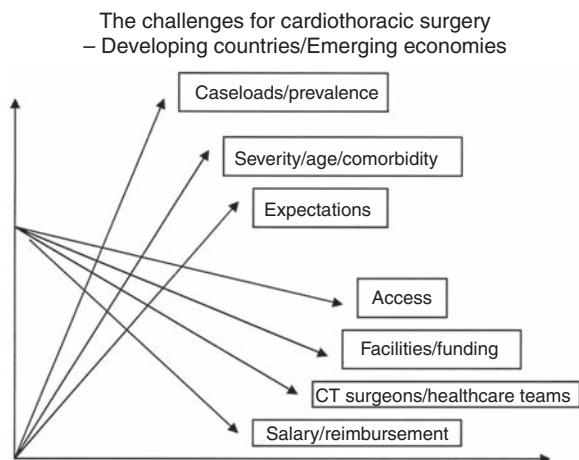 The challenges for cardiothoracic surgery
– Developing countries/Emerging economies
Caseloads/prevalence
Severity/age/comorbidity
Expectations
Access
Facilities/funding
CT surgeons/healthcare teams
Salary/reimbursement